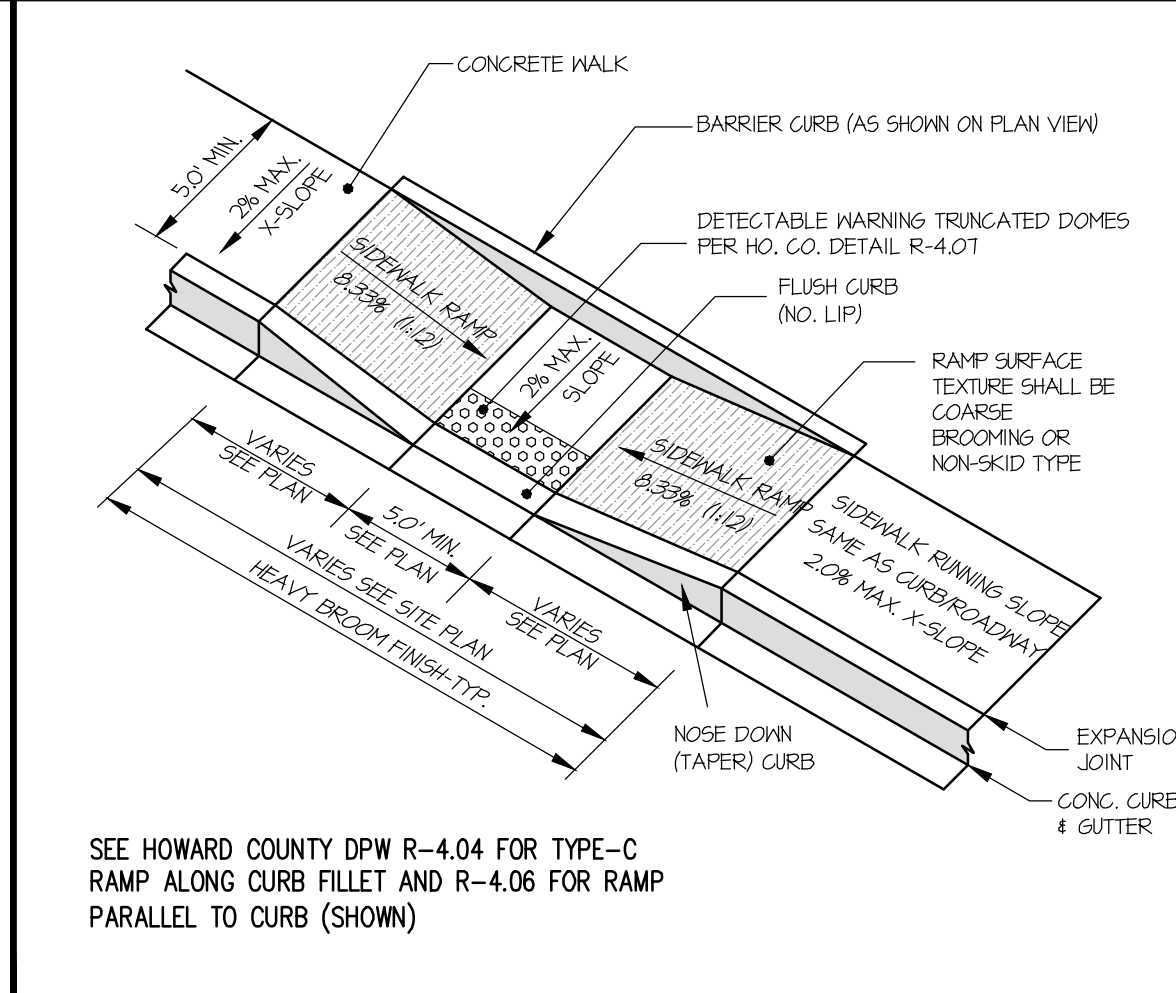 CONCRETE WALK
BARRIER CURB (AS SHOWN ON PLAN VIEW)
5.0' MIN.
2% MAX.
X-SLOPE
DETECTABLE WARNING TRUNCATED DOMES
PER HO. CO. DETAIL R-4.07
FLUSH CURB
(NO. LIP)
SIDEWALK RAMP
8.33% (1:12)
2% MAX.
SLOPE
RAMP SURFACE
TEXTURE SHALL BE
COARSE
BROOMING OR
NON-SKID TYPE
SIDEWALK RAMP
8.33% (1:12)
SIDEWALK RUNNING SLOPE
SAME AS CURB/ROADWAY
2.0% MAX. X-SLOPE
VARIES
SEE PLAN
5.0' MIN.
SEE PLAN
VARIES
SEE PLAN
VARIES SEE SITE PLAN
HEAVY BROOM FINISH-TYP.
NOSE DOWN
(TAPER) CURB
EXPANSIO
JOINT
CONC. CURB
& GUTTER
SEE HOWARD COUNTY DPW R-4.04 FOR TYPE-C
RAMP ALONG CURB FILLET AND R-4.06 FOR RAMP
PARALLEL TO CURB (SHOWN)